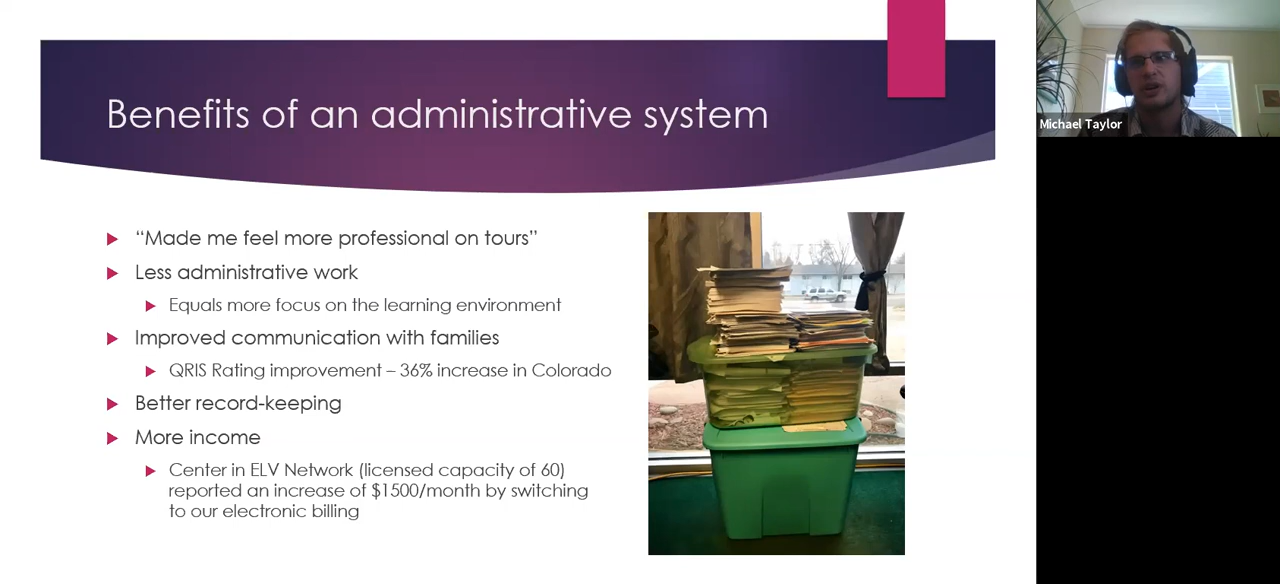 Benefits of an administrative system
“Made me feel more professional on tours”
Less administrative work
Equals more focus on the learning environment
Improved communication with families
QRIS Rating improvement – 36% increase in Colorado
Better record-keeping
More income
Center in ELV Network (licensed capacity of 60)
reported an increase of $1500/month by switching
to our electronic billing
Michael Taylor